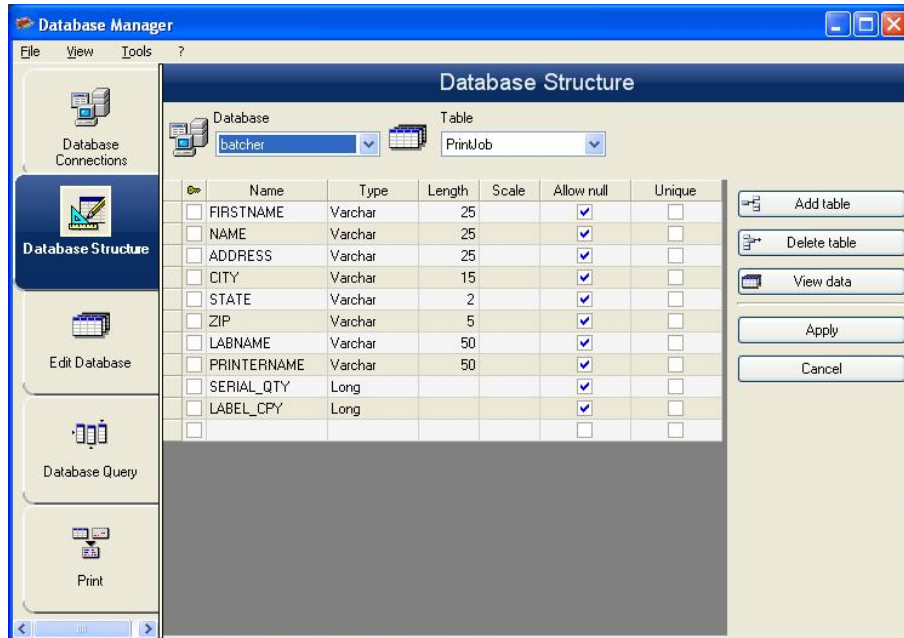 Database Manager
File View Tools ?
Database Structure
Database Connections
Database Structure
Edit Database
Database Query
Print
Database Table
batcher PrintJob
Name Type Length Scale Allow null Unique
FIRSTNAME Varchar 25
NAME Varchar 25
ADDRESS Varchar 25
CITY Varchar 15
STATE Varchar 2
ZIP Varchar 5
LABNAME Varchar 50
PRINTERNAME Varchar 50
SERIAL_QTY Long
LABEL_CPY Long
Add table
Delete table
View data
Apply
Cancel